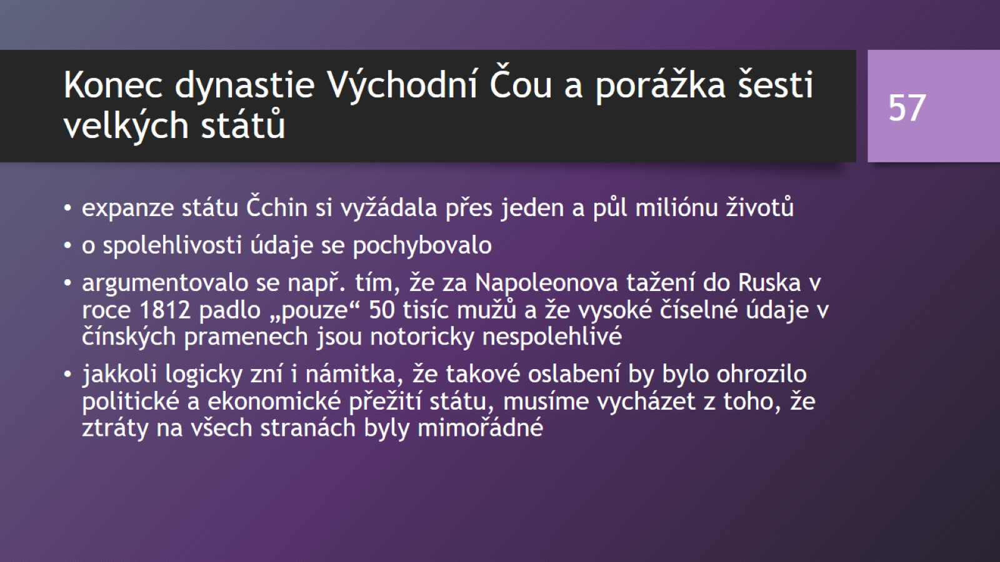 Konec dynastie Východní Čou a porážka šesti
velkých států
57
• expanze státu Čchin si vyžádala přes jeden a půl miliónu životů
• o spolehlivosti údaje se pochybovalo
• argumentovalo se např. tím, že za Napoleonova tažení do Ruska v
roce 1812 padlo „pouze“ 50 tisíc mužů a že vysoké číselné údaje v
čínských pramenech jsou notoricky nespolehlivé
• jakkoli logicky zní i námitka, že takové oslabení by bylo ohrozilo
politické a ekonomické přežití státu, musíme vycházet z toho, že
ztráty na všech stranách byly mimořádné